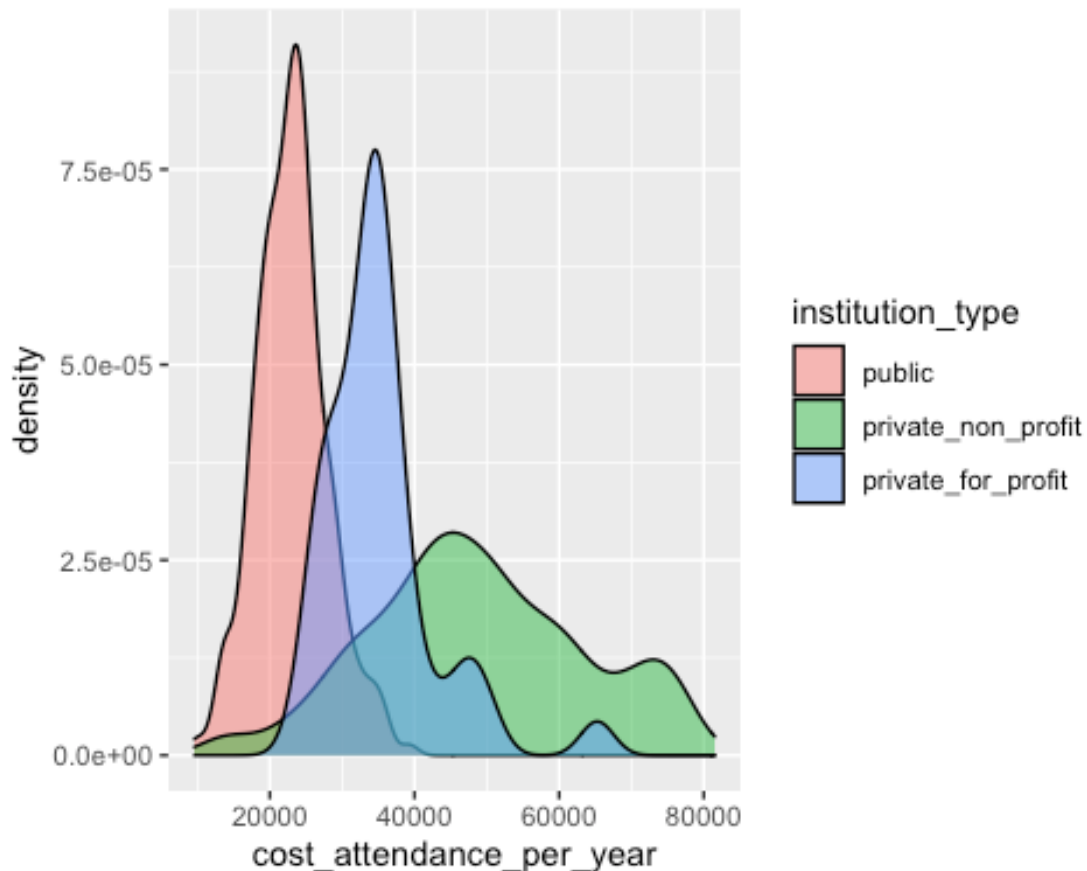 7.5e-05
5.0e-05
2.5e-05
0.0e+00
density
20000 40000 60000 80000
cost_attendance_per_year
institution_type
public
private_non_profit
private_for_profit